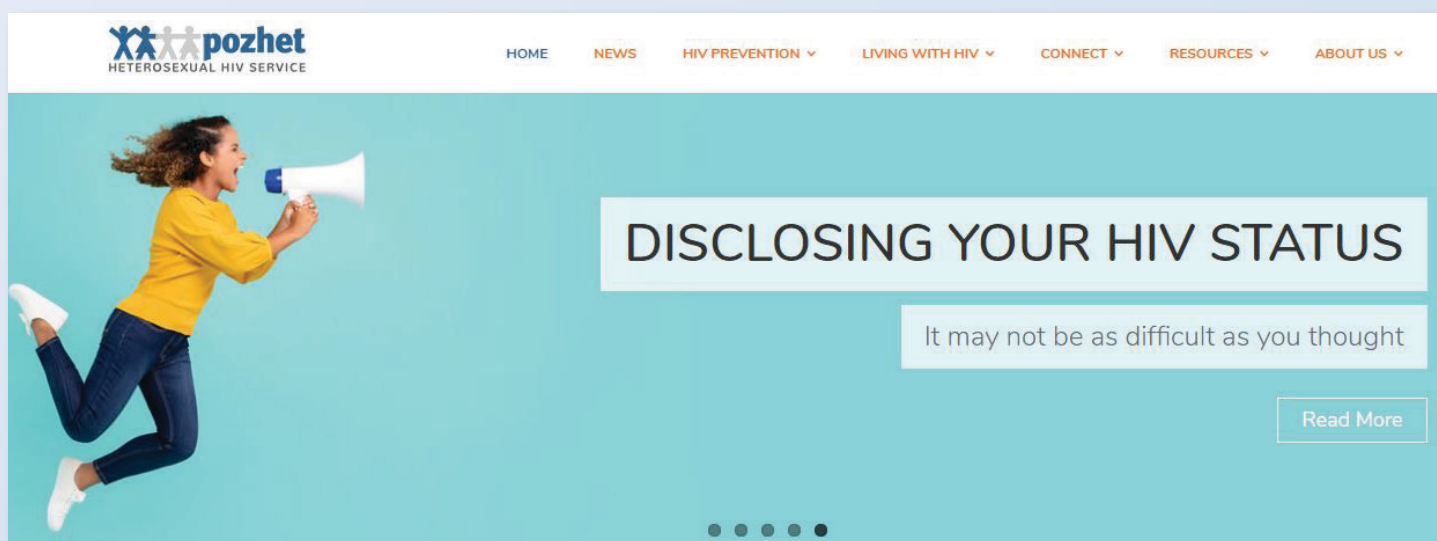 pozhet
HETEROSEXUAL HIV SERVICE
HOME NEWS HIV PREVENTION LIVING WITH HIV CONNECT RESOURCES ABOUT US
DISCLOSING YOUR HIV STATUS
It may not be as difficult as you thought
Read More